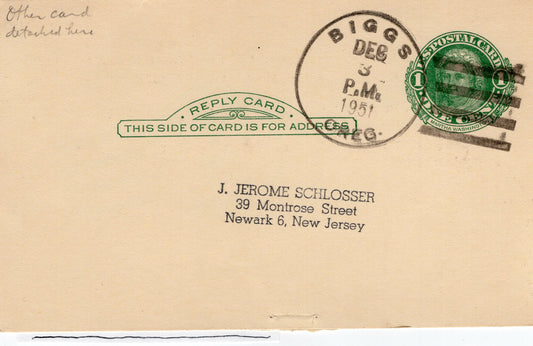 Other card
detached here
BIGGS
DEC
3
P.M.
1951
OREG.
U.S. POSTAL CARD
1 1
ONE CENT
MARTHA WASHINGTON
REPLY CARD
THIS SIDE OF CARD IS FOR ADDRESS
J. JEROME SCHLOSSER
39 Montrose Street
Newark 6, New Jersey